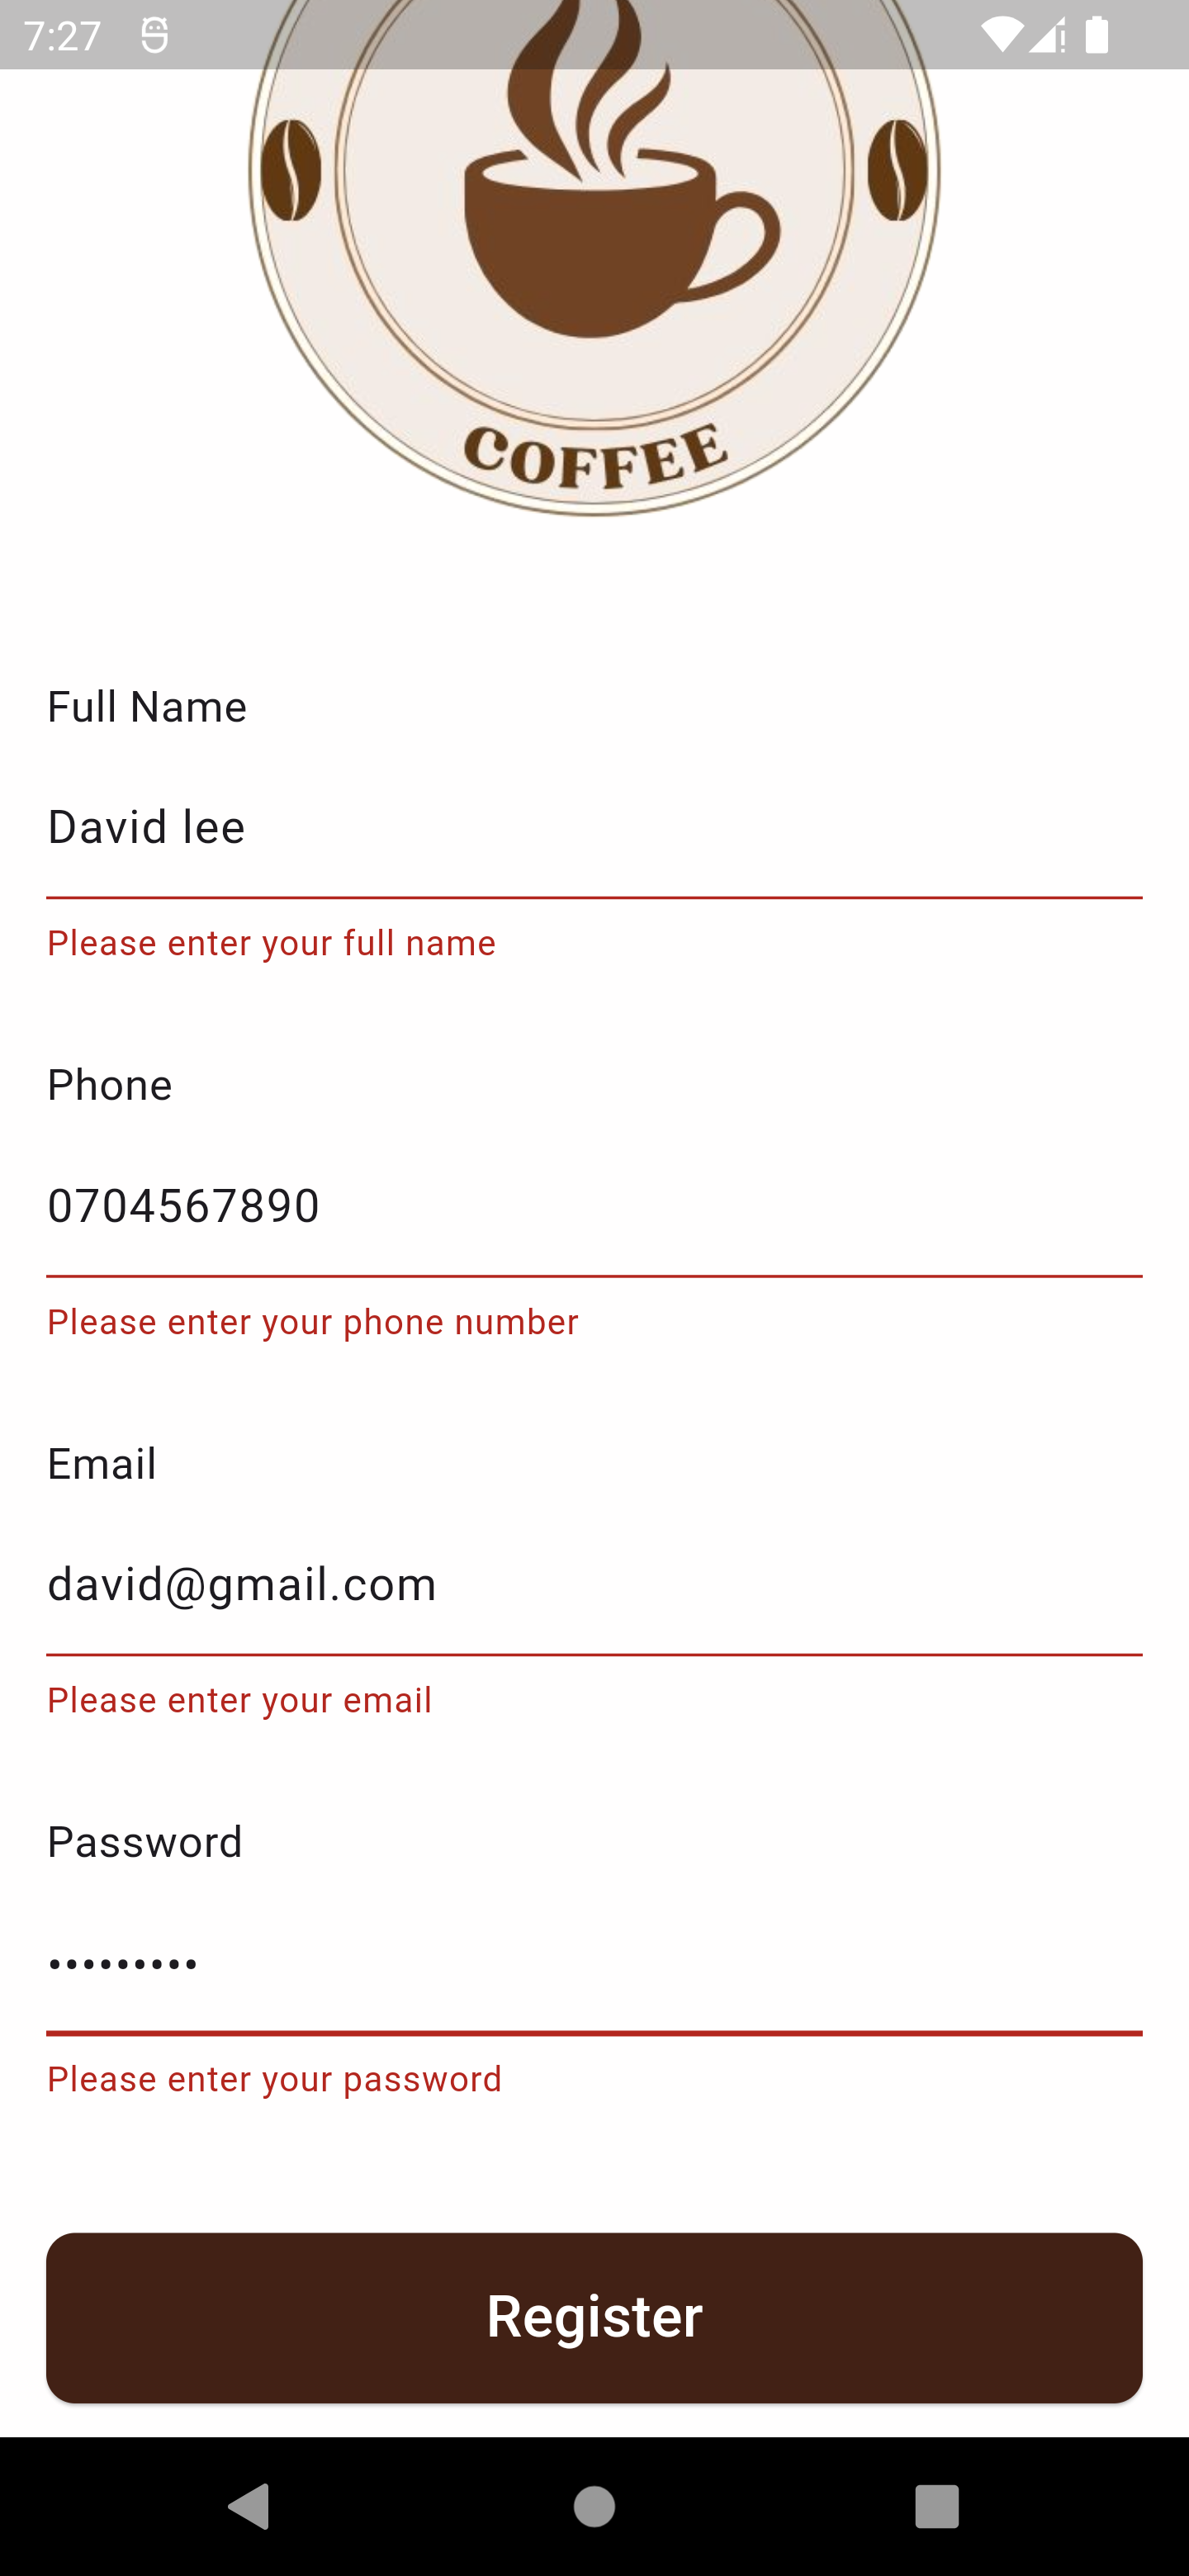 7:27
COFFEE
Full Name
David lee
Please enter your full name
Phone
0704567890
Please enter your phone number
Email
david@gmail.com
Please enter your email
Password
•••••••••
Please enter your password
Register